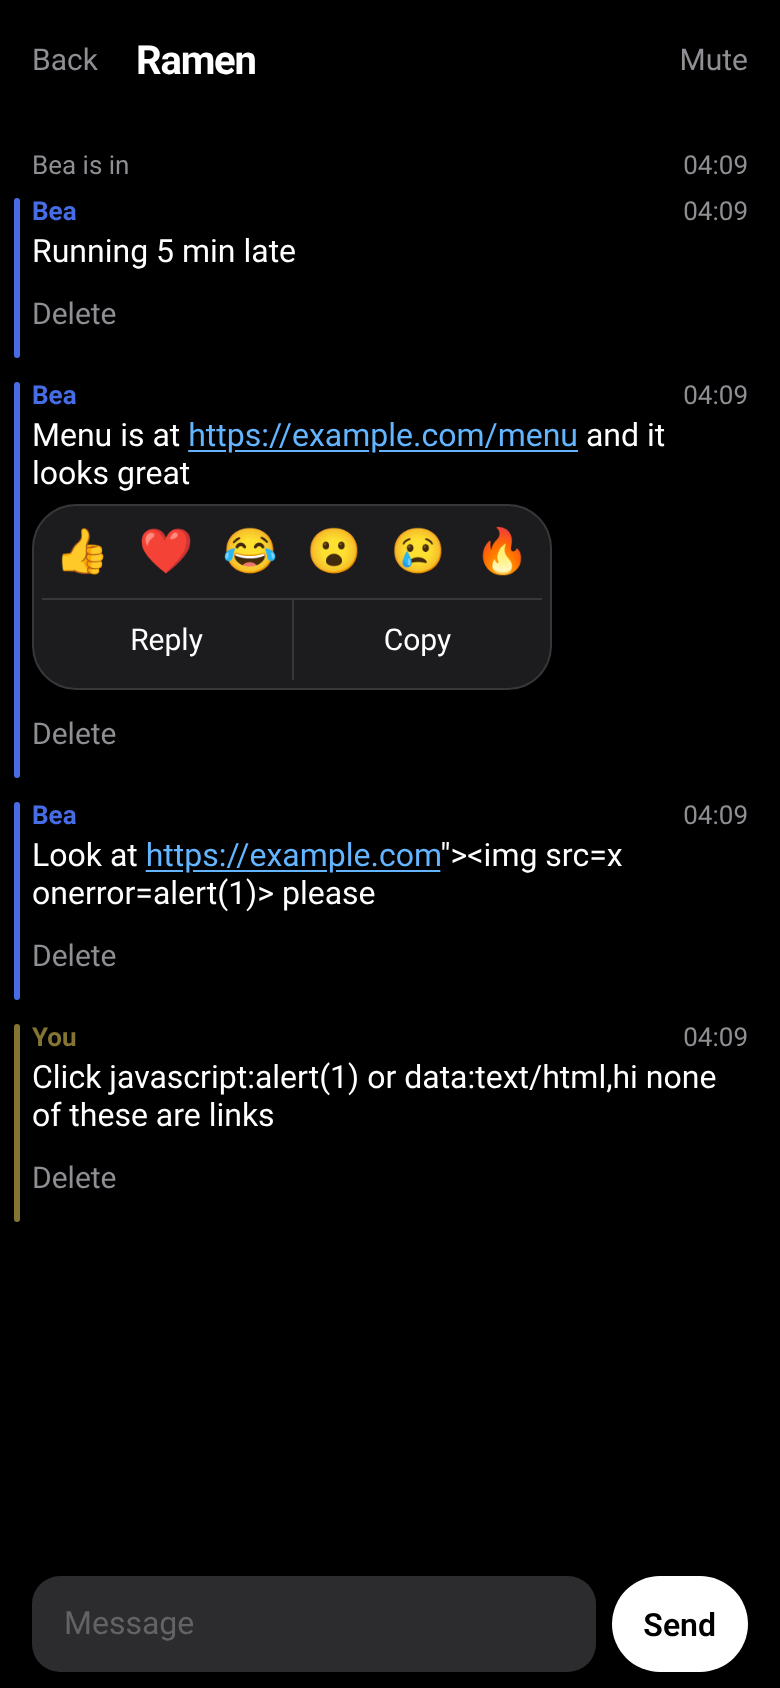 Back Ramen Mute
Bea is in 04:09
Bea 04:09
Running 5 min late
Delete
Bea 04:09
Menu is at https://example.com/menu and it
looks great
👍 ❤️ 😂 😮 😢 🔥
Reply Copy
Delete
Bea 04:09
Look at https://example.com"><img src=x
onerror=alert(1)> please
Delete
You 04:09
Click javascript:alert(1) or data:text/html,hi none
of these are links
Delete
Message Send